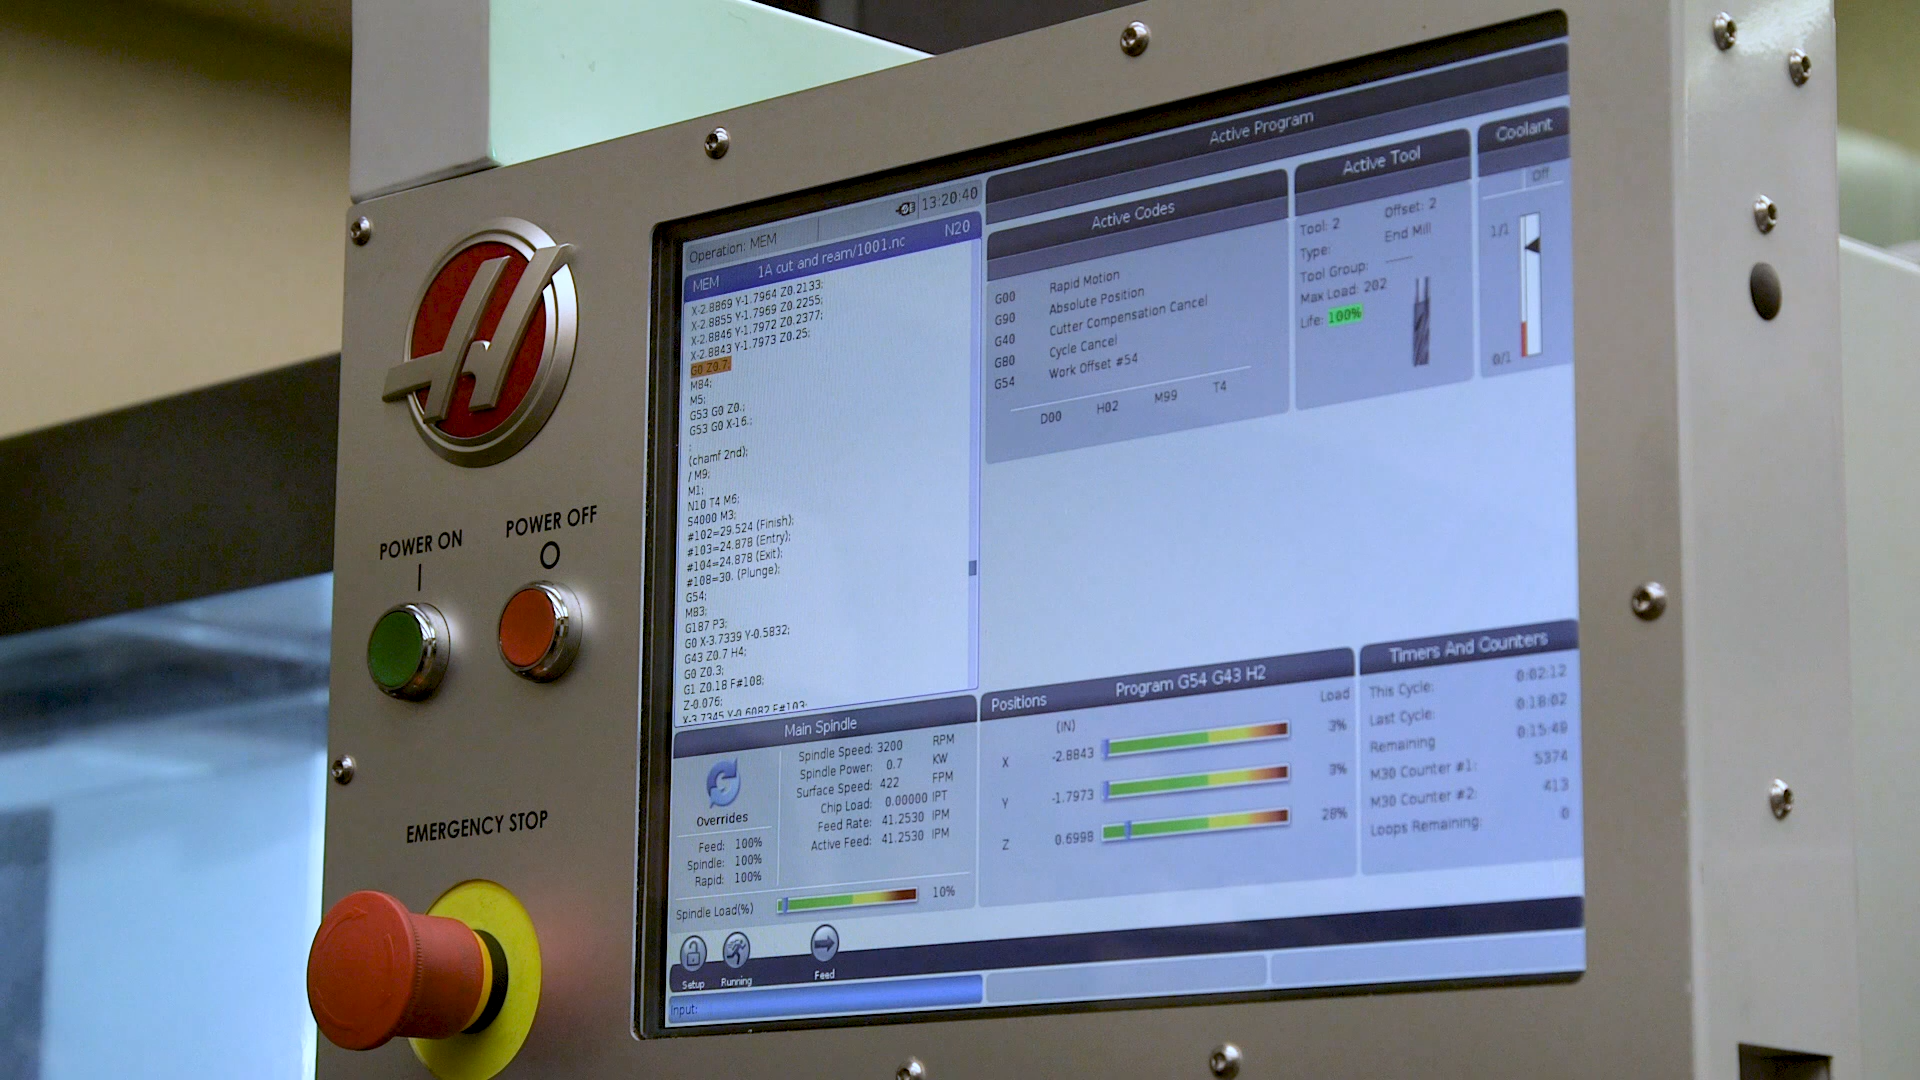 POWER ON
POWER OFF
EMERGENCY STOP
Operation: MEM
13:20:40
MEM 1A cut and ream/1001.nc N20
X-2.8869 Y-1.7964 Z0.2133;
X-2.8855 Y-1.7969 Z0.2255;
X-2.8846 Y-1.7972 Z0.2377;
X-2.8843 Y-1.7973 Z0.25;
G0 Z0.7;
M84;
M5;
G53 G0 Z0.;
G53 G0 X-16.;
;
(chamf 2nd);
/ M9;
M1;
N10 T4 M6;
S4000 M3;
#102=29.524 (Finish);
#103=24.878 (Entry);
#104=24.878 (Exit);
#108=30. (Plunge);
G54;
M83;
G187 P3;
G0 X-3.7339 Y-0.5832;
G43 Z0.7 H4;
G0 Z0.3;
G1 Z0.18 F#108;
Z-0.076;
X-3.7345 Y-0.6082 F#103;
Active Program
Active Codes
G00 Rapid Motion
G90 Absolute Position
G40 Cutter Compensation Cancel
G80 Cycle Cancel
G54 Work Offset #54
D00 H02 M99 T4
Active Tool
Tool: 2 Offset: 2
Type: End Mill
Tool Group:
Max Load: 202
Life: 100%
Coolant
Off
1/1
0/1
Main Spindle
Overrides
Feed: 100%
Spindle: 100%
Rapid: 100%
Spindle Speed: 3200 RPM
Spindle Power: 0.7 KW
Surface Speed: 422 FPM
Chip Load: 0.00000 IPT
Feed Rate: 41.2530 IPM
Active Feed: 41.2530 IPM
Spindle Load(%) 10%
Positions Program G54 G43 H2
(IN) Load
X -2.8843 3%
Y -1.7973 3%
Z 0.6998 28%
Timers And Counters
This Cycle: 0:02:12
Last Cycle: 0:18:02
Remaining 0:15:49
M30 Counter #1: 5374
M30 Counter #2: 413
Loops Remaining: 0
Setup Running Feed
Input: